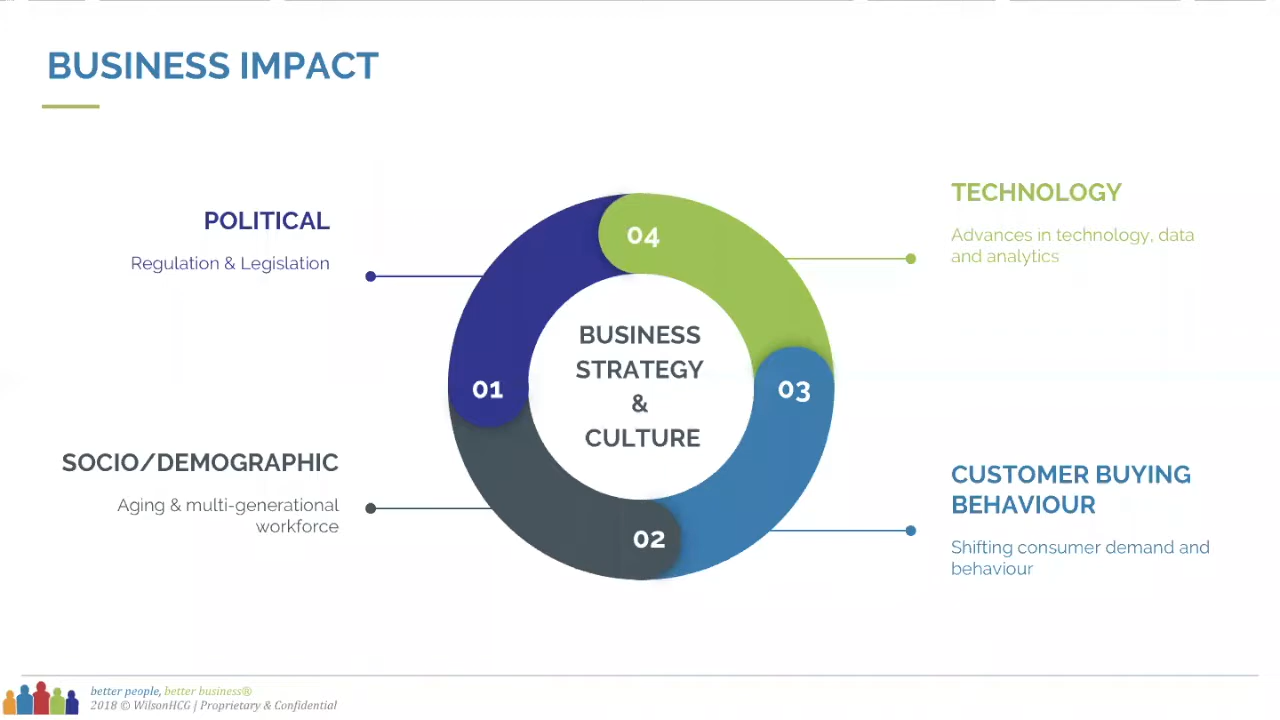 BUSINESS IMPACT
POLITICAL
Regulation & Legislation
SOCIO/DEMOGRAPHIC
Aging & multi-generational
workforce
04
01
03
02
BUSINESS
STRATEGY
&
CULTURE
TECHNOLOGY
Advances in technology, data
and analytics
CUSTOMER BUYING
BEHAVIOUR
Shifting consumer demand and
behaviour
better people, better business®
2018 © WilsonHCG | Proprietary & Confidential